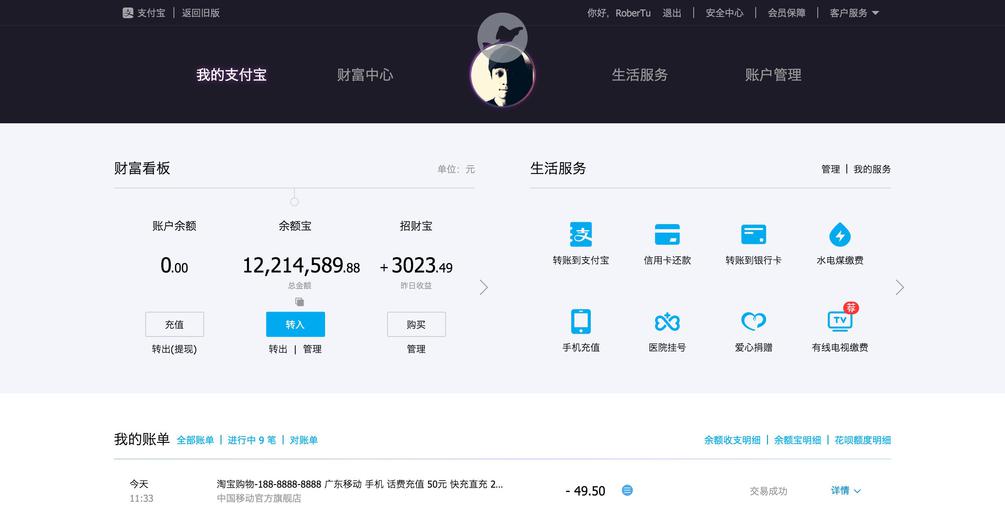 支付宝 | 返回旧版
你好，RoberTu 退出 | 安全中心 | 会员保障 | 客户服务
我的支付宝 财富中心 生活服务 账户管理
财富看板 单位：元
账户余额 余额宝 招财宝
0.00 12,214,589.88 + 3023.49
总金额 昨日收益
充值 转入 购买
转出(提现) 转出 | 管理 管理
生活服务 管理 | 我的服务
转账到支付宝 信用卡还款 转账到银行卡 水电煤缴费
荐
TV
手机充值 医院挂号 爱心捐赠 有线电视缴费
我的账单 全部账单 | 进行中 9 笔 | 对账单 余额收支明细 | 余额宝明细 | 花呗额度明细
今天 淘宝购物-188-8888-8888 广东移动 手机 话费充值 50元 快充直充 2...
11:33 中国移动官方旗舰店 - 49.50 交易成功 详情